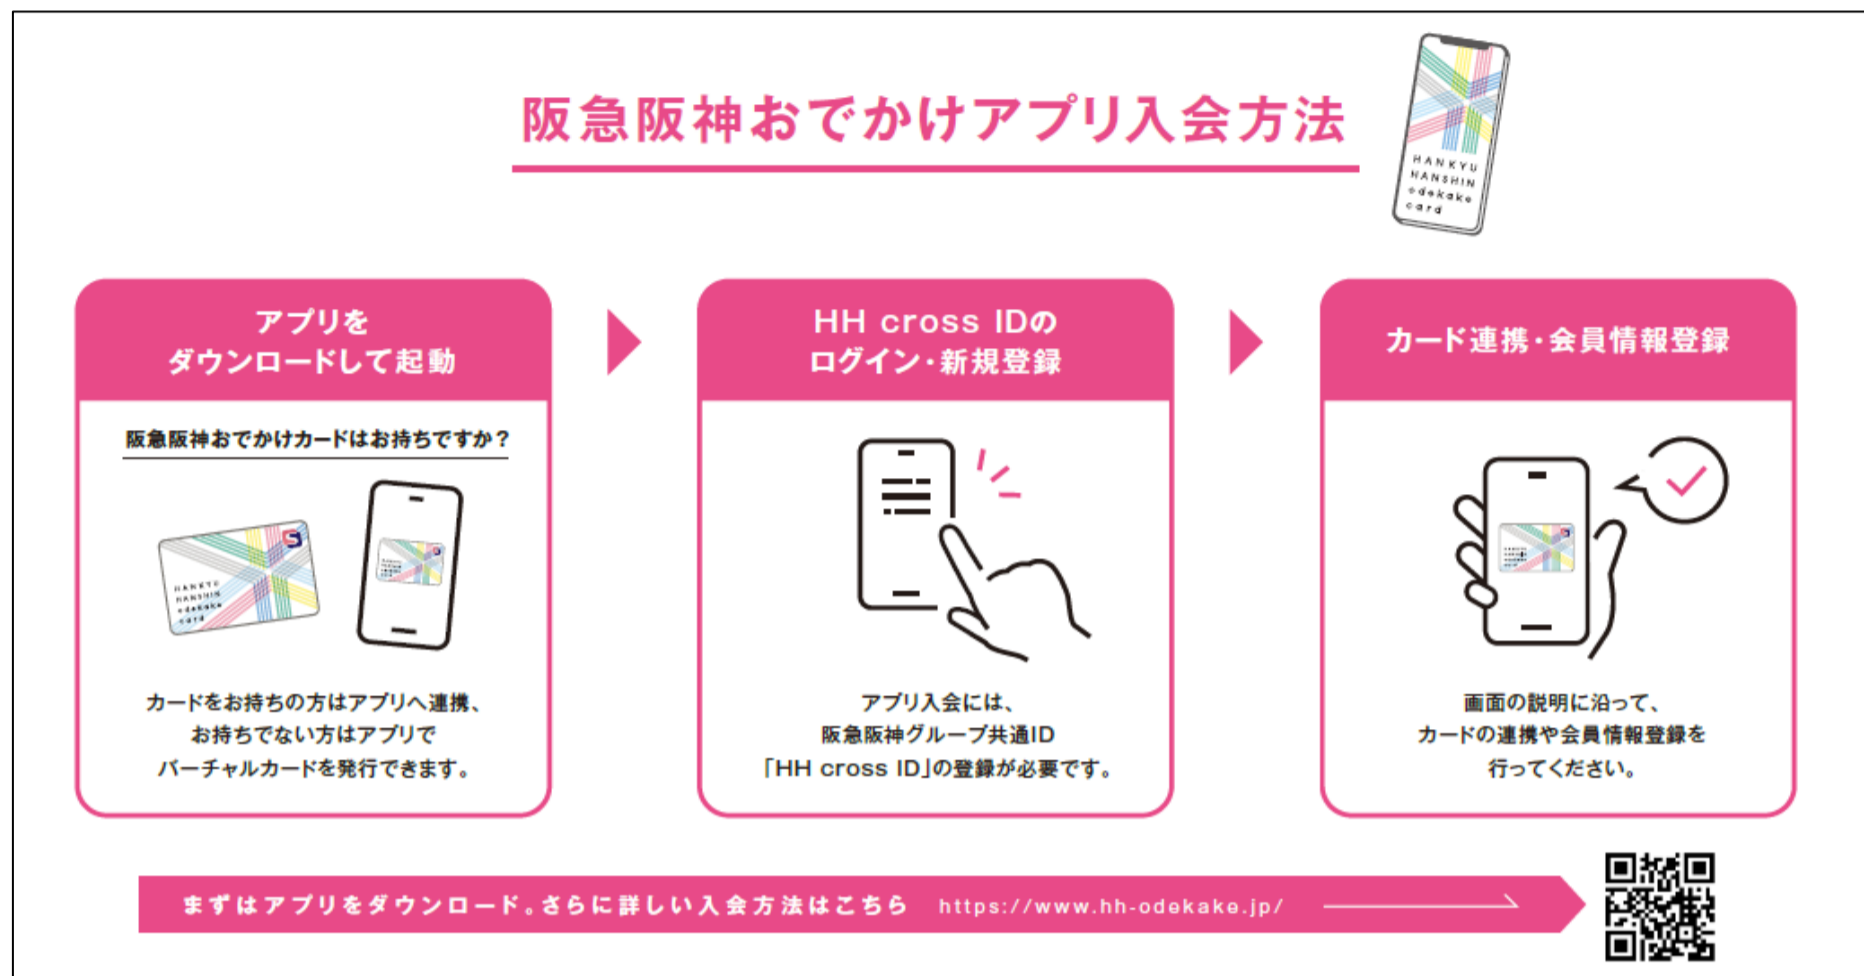 阪急阪神おでかけアプリ入会方法
HANKYU
HANSHIN
odekake
card
アプリを
ダウンロードして起動
阪急阪神おでかけカードはお持ちですか?
HANKYU
HANSHIN
odekake
card
カードをお持ちの方はアプリへ連携、
お持ちでない方はアプリで
バーチャルカードを発行できます。
HH cross IDの
ログイン・新規登録
アプリ入会には、
阪急阪神グループ共通ID
「HH cross ID」の登録が必要です。
カード連携・会員情報登録
画面の説明に沿って、
カードの連携や会員情報登録を
行ってください。
まずはアプリをダウンロード。さらに詳しい入会方法はこちら https://www.hh-odekake.jp/